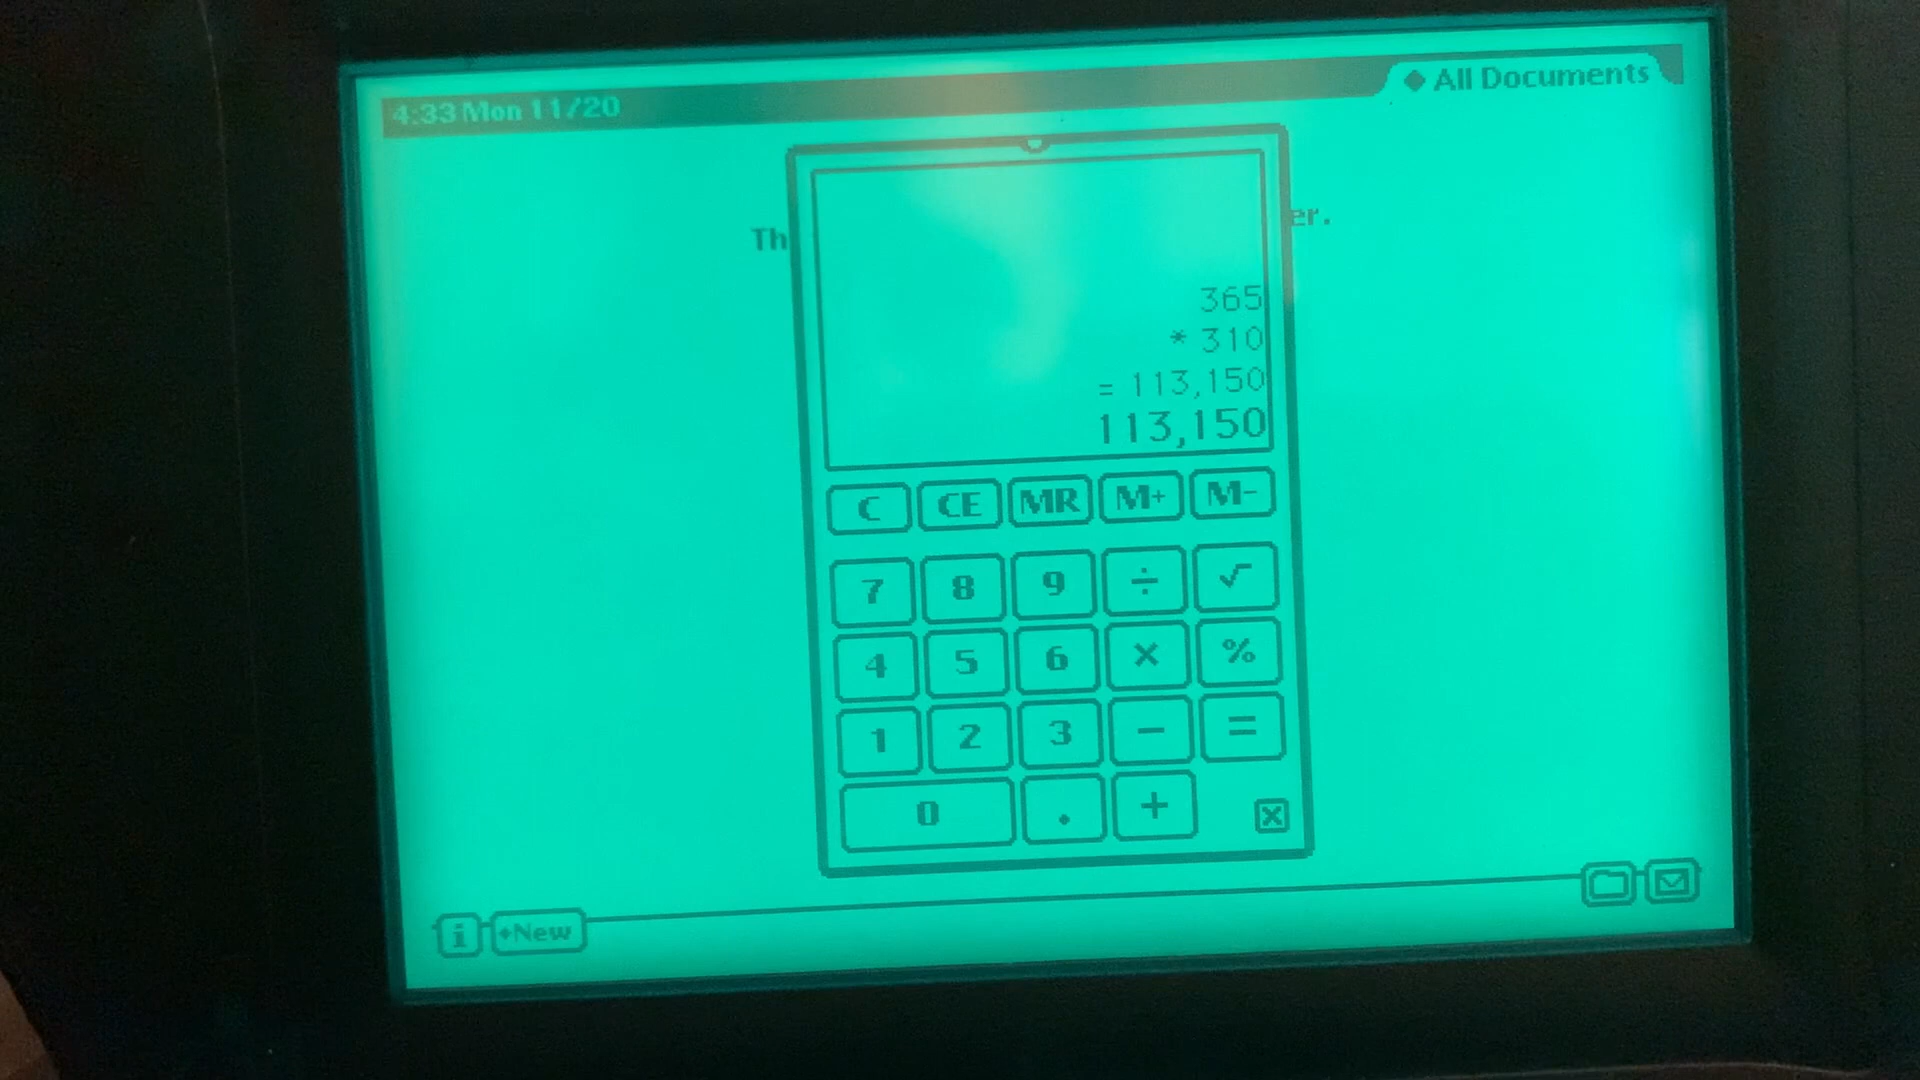 4:33 Mon 11/20
◆ All Documents
Th
er.
365
* 310
= 113,150
113,150
C CE MR M+ M-
7 8 9 ÷ √
4 5 6 × %
1 2 3 − =
0 . +
i ◆New